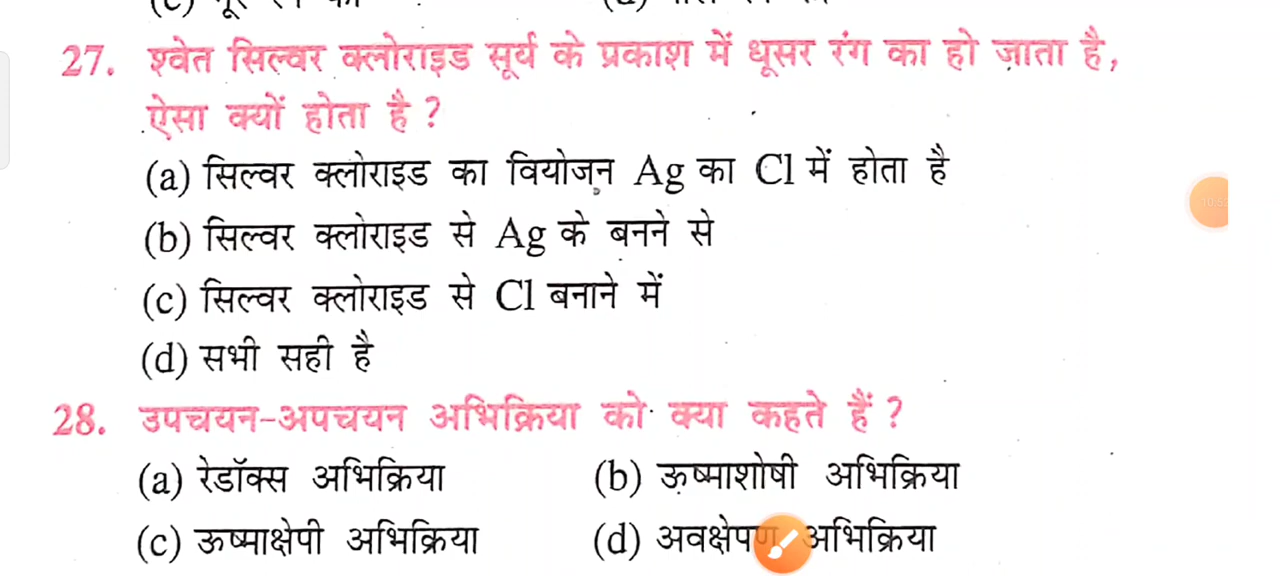 27. श्वेत सिल्वर क्लोराइड सूर्य के प्रकाश में धूसर रंग का हो जाता है,
ऐसा क्यों होता है ?
(a) सिल्वर क्लोराइड का वियोजन Ag का Cl में होता है
(b) सिल्वर क्लोराइड से Ag के बनने से
(c) सिल्वर क्लोराइड से Cl बनाने में
(d) सभी सही है
28. उपचयन-अपचयन अभिक्रिया को क्या कहते हैं ?
(a) रेडॉक्स अभिक्रिया (b) ऊष्माशोषी अभिक्रिया
(c) ऊष्माक्षेपी अभिक्रिया (d) अवक्षेपण अभिक्रिया